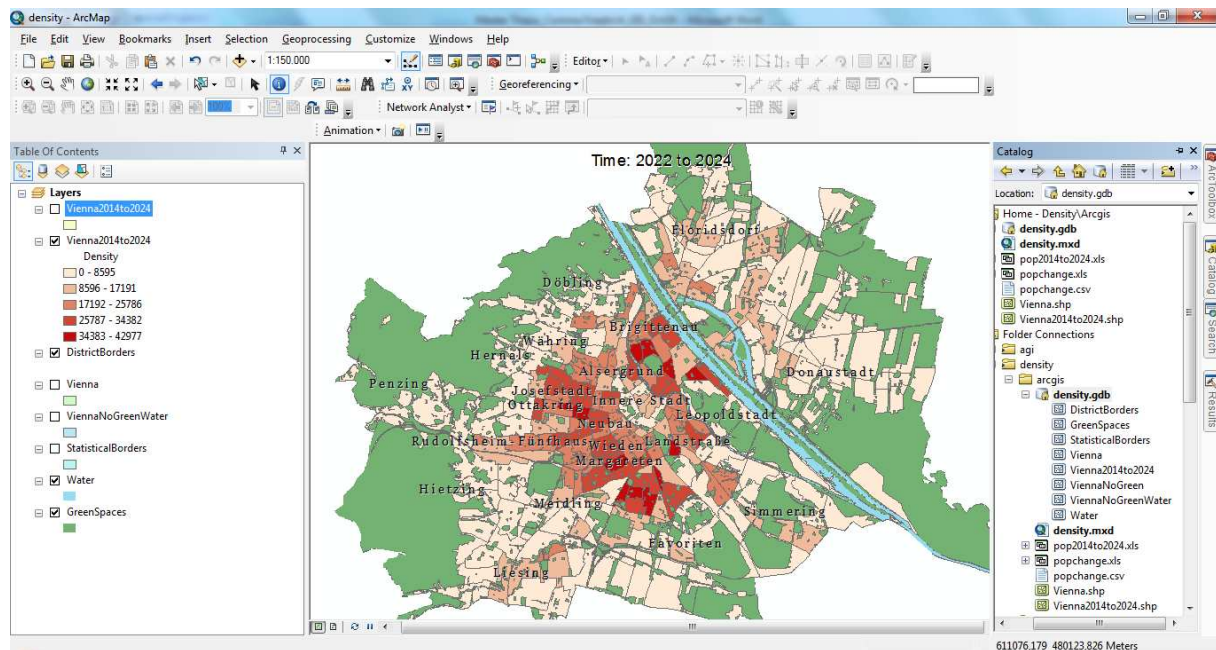 density - ArcMap
File Edit View Bookmarks Insert Selection Geoprocessing Customize Windows Help
1:150.000
Editor
Georeferencing
100%
Network Analyst
Animation
Table Of Contents
Layers
Vienna2014to2024
Vienna2014to2024
Density
0 - 8595
8596 - 17191
17192 - 25786
25787 - 34382
34383 - 42977
DistrictBorders
Vienna
ViennaNoGreenWater
StatisticalBorders
Water
GreenSpaces
Time: 2022 to 2024
Floridsdorf
Döbling
Brigittenau
Währing
Hernals
Alsergrund
Donaustadt
Penzing
Josefstadt
Innere Stadt
Ottakring
Leopoldstadt
Neubau
Rudolfsheim-Fünfhaus
Wieden
Landstraße
Margareten
Hietzing
Meidling
Simmering
Favoriten
Liesing
Catalog
Location: density.gdb
Home - Density\Arcgis
density.gdb
density.mxd
pop2014to2024.xls
popchange.xls
popchange.csv
Vienna.shp
Vienna2014to2024.shp
Folder Connections
agi
density
arcgis
density.gdb
DistrictBorders
GreenSpaces
StatisticalBorders
Vienna
Vienna2014to2024
ViennaNoGreen
ViennaNoGreenWater
Water
density.mxd
pop2014to2024.xls
popchange.xls
popchange.csv
Vienna.shp
Vienna2014to2024.shp
ArcToolbox
Catalog
Search
Results
611076,179 480123,826 Meters